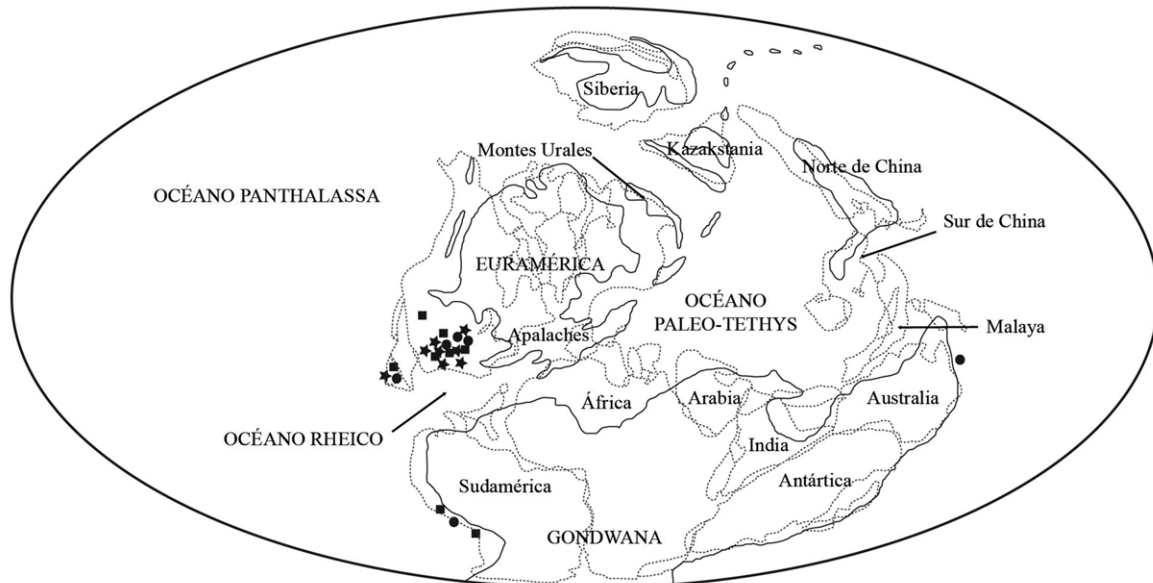 Siberia
Montes Urales
Kazakstania
Norte de China
OCÉANO PANTHALASSA
Sur de China
EURAMÉRICA
OCÉANO
PALEO-TETHYS
Malaya
Apalaches
África
Arabia
Australia
OCÉANO RHEICO
India
Sudamérica
Antártica
GONDWANA